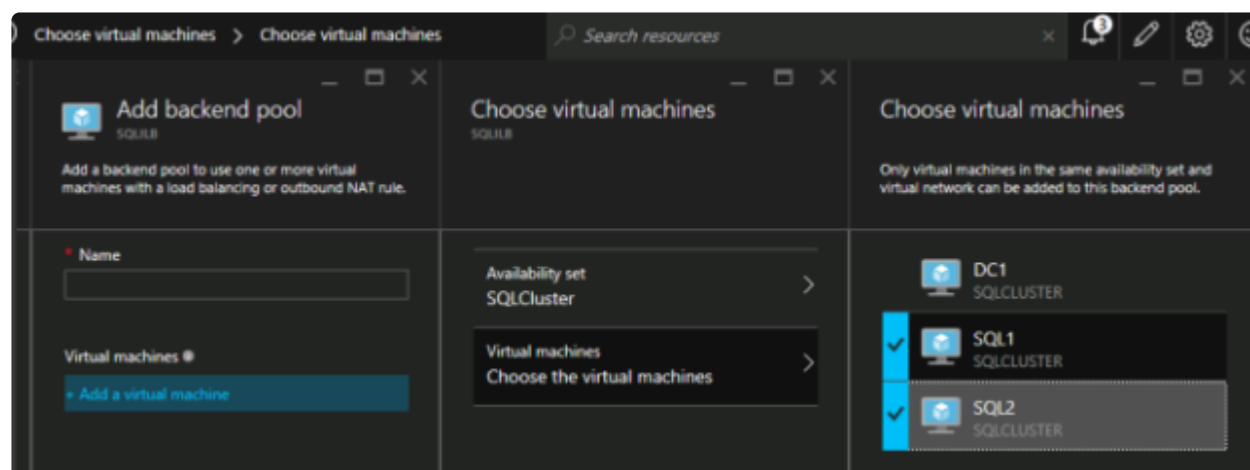 Choose virtual machines > Choose virtual machines
Search resources
3
Add backend pool
SQLILB
Add a backend pool to use one or more virtual
machines with a load balancing or outbound NAT rule.
* Name
Virtual machines
+ Add a virtual machine
Choose virtual machines
SQLILB
Availability set
SQLCluster
Virtual machines
Choose the virtual machines
Choose virtual machines
Only virtual machines in the same availability set and
virtual network can be added to this backend pool.
DC1
SQLCLUSTER
SQL1
SQLCLUSTER
SQL2
SQLCLUSTER